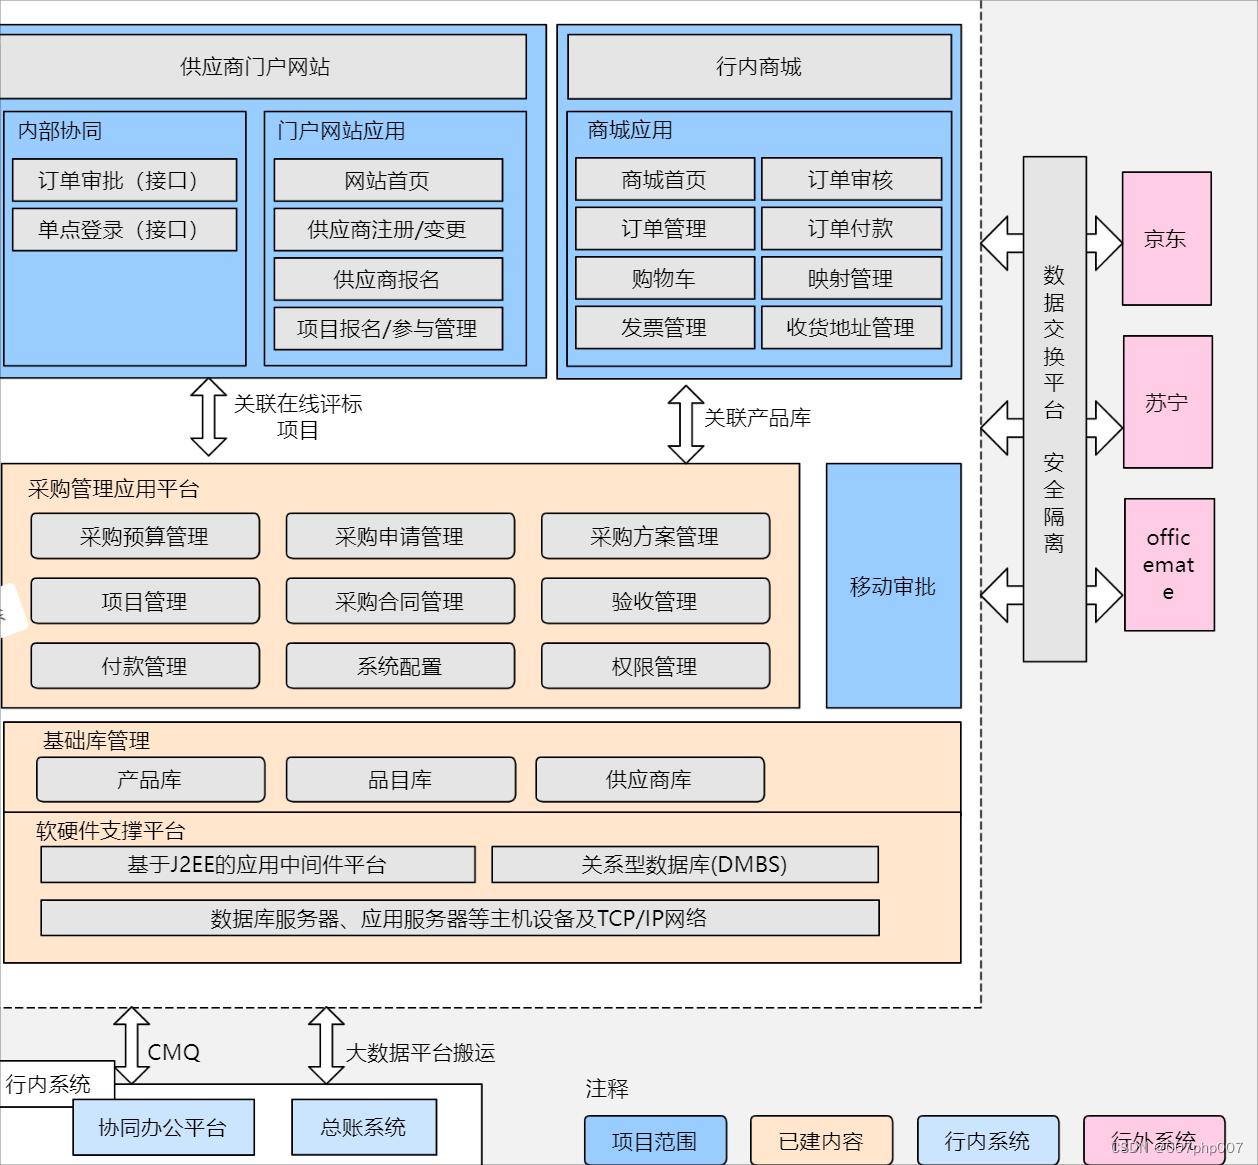 供应商门户网站
行内商城
内部协同
订单审批（接口）
单点登录（接口）
门户网站应用
网站首页
供应商注册/变更
供应商报名
项目报名/参与管理
商城应用
商城首页
订单审核
订单管理
订单付款
购物车
映射管理
发票管理
收货地址管理
关联在线评标
项目
关联产品库
采购管理应用平台
采购预算管理
采购申请管理
采购方案管理
项目管理
采购合同管理
验收管理
付款管理
系统配置
权限管理
移动审批
基础库管理
产品库
品目库
供应商库
软硬件支撑平台
基于J2EE的应用中间件平台
关系型数据库(DMBS)
数据库服务器、应用服务器等主机设备及TCP/IP网络
数据交换平台 安全隔离
京东
苏宁
offic
emat
e
CMQ
大数据平台搬运
行内系统
协同办公平台
总账系统
注释
项目范围
已建内容
行内系统
行外系统
CSDN @007php007